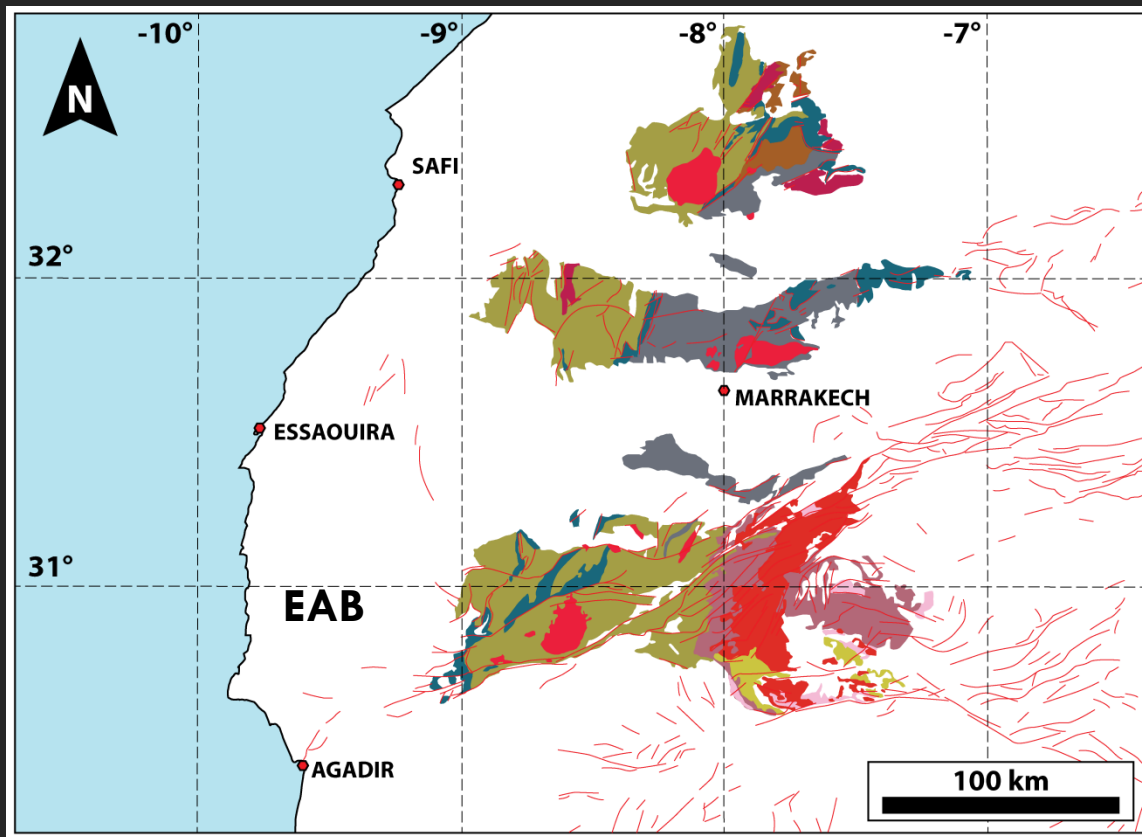 -10°
-9°
-8°
-7°
N
SAFI
32°
MARRAKECH
ESSAOUIRA
31°
EAB
AGADIR
100 km